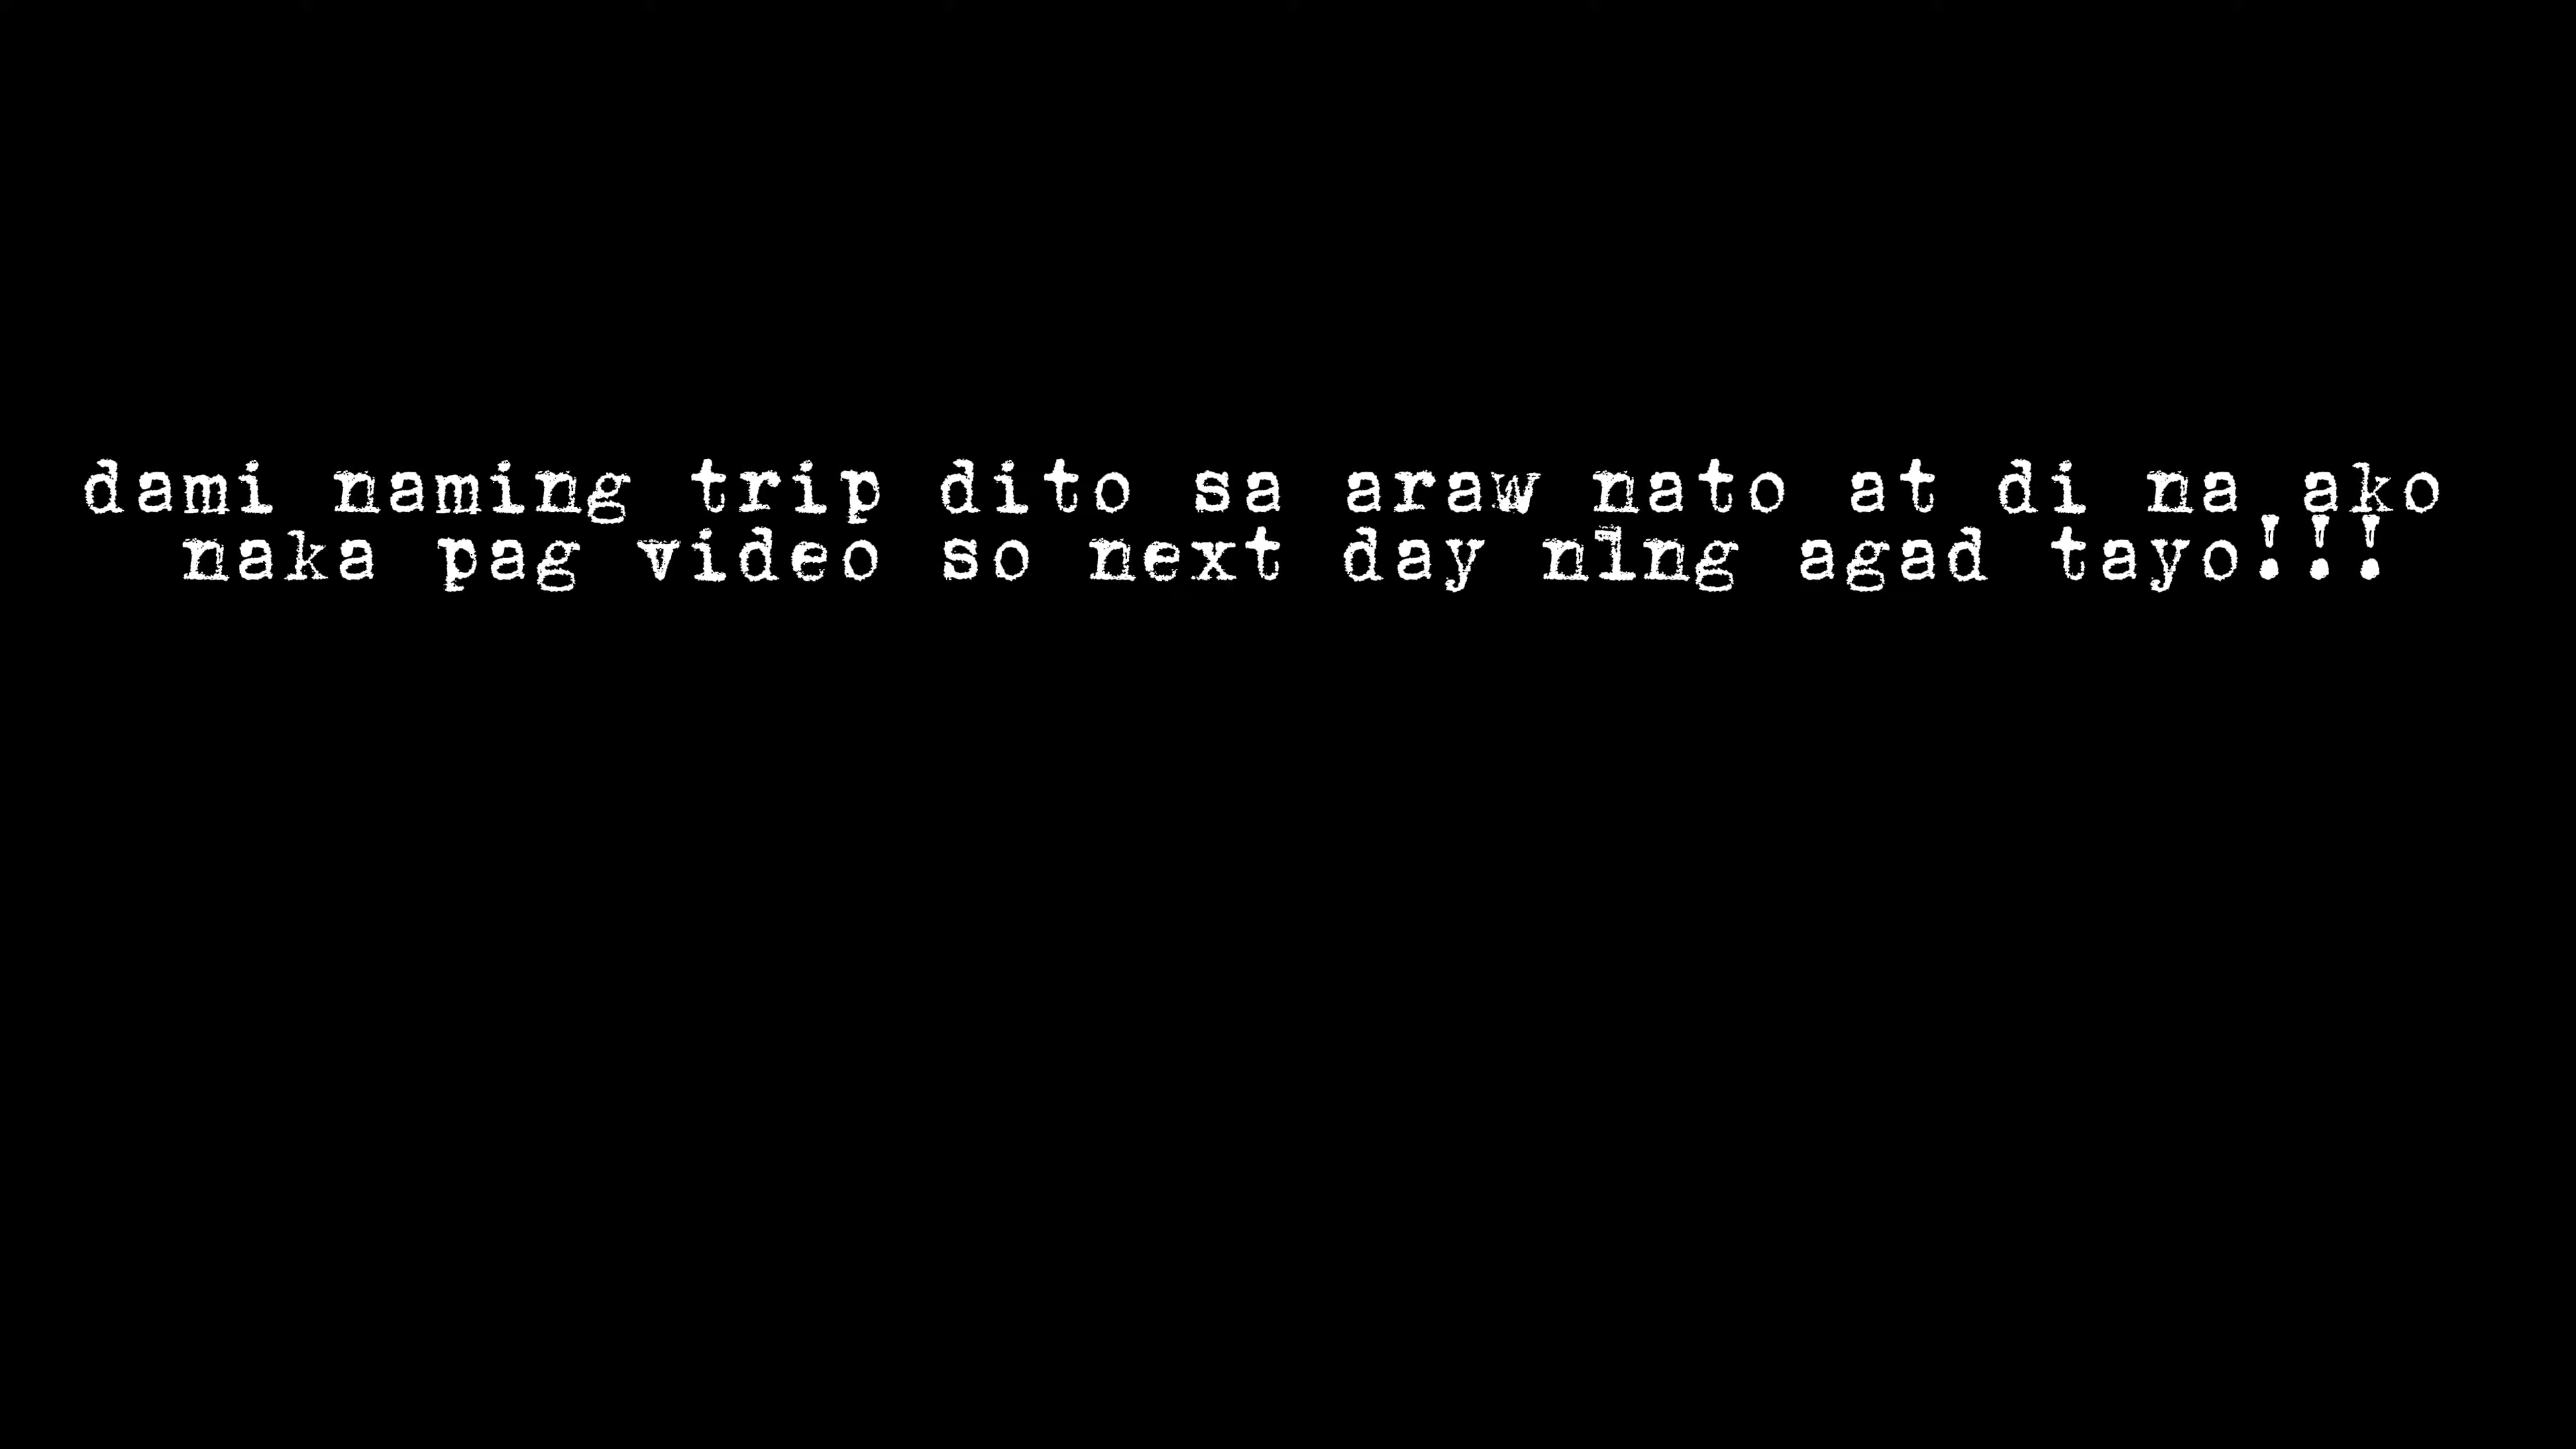 dami naming trip dito sa araw nato at di na ako
naka pag video so next day nlng agad tayo!!!